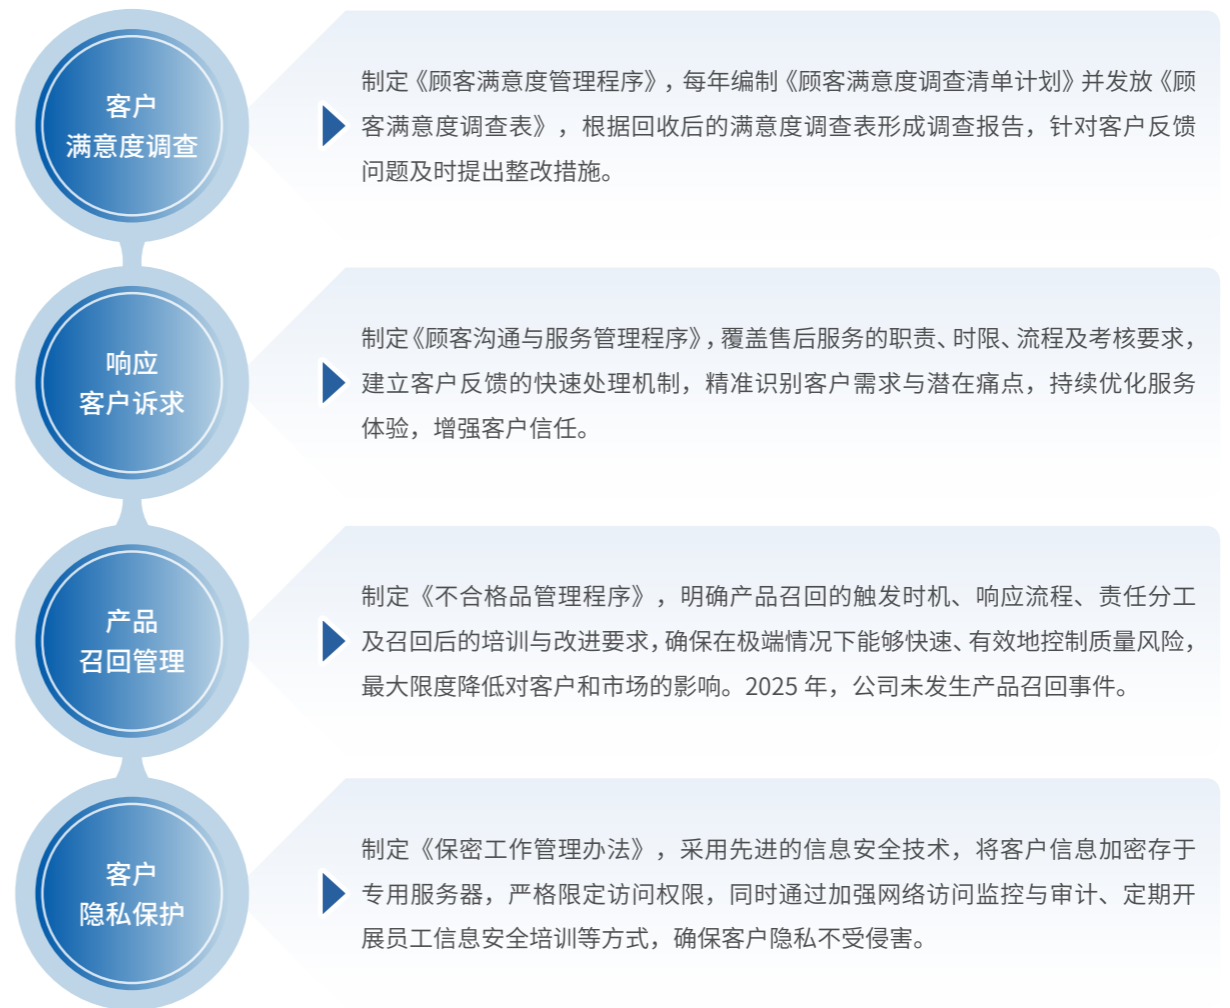 客户
满意度调查
制定《顾客满意度管理程序》，每年编制《顾客满意度调查清单计划》并发放《顾
客满意度调查表》，根据回收后的满意度调查表形成调查报告，针对客户反馈
问题及时提出整改措施。
响应
客户诉求
制定《顾客沟通与服务管理程序》，覆盖售后服务的职责、时限、流程及考核要求，
建立客户反馈的快速处理机制，精准识别客户需求与潜在痛点，持续优化服务
体验，增强客户信任。
产品
召回管理
制定《不合格品管理程序》，明确产品召回的触发时机、响应流程、责任分工
及召回后的培训与改进要求，确保在极端情况下能够快速、有效地控制质量风险，
最大限度降低对客户和市场的影响。2025 年，公司未发生产品召回事件。
客户
隐私保护
制定《保密工作管理办法》，采用先进的信息安全技术，将客户信息加密存于
专用服务器，严格限定访问权限，同时通过加强网络访问监控与审计、定期开
展员工信息安全培训等方式，确保客户隐私不受侵害。